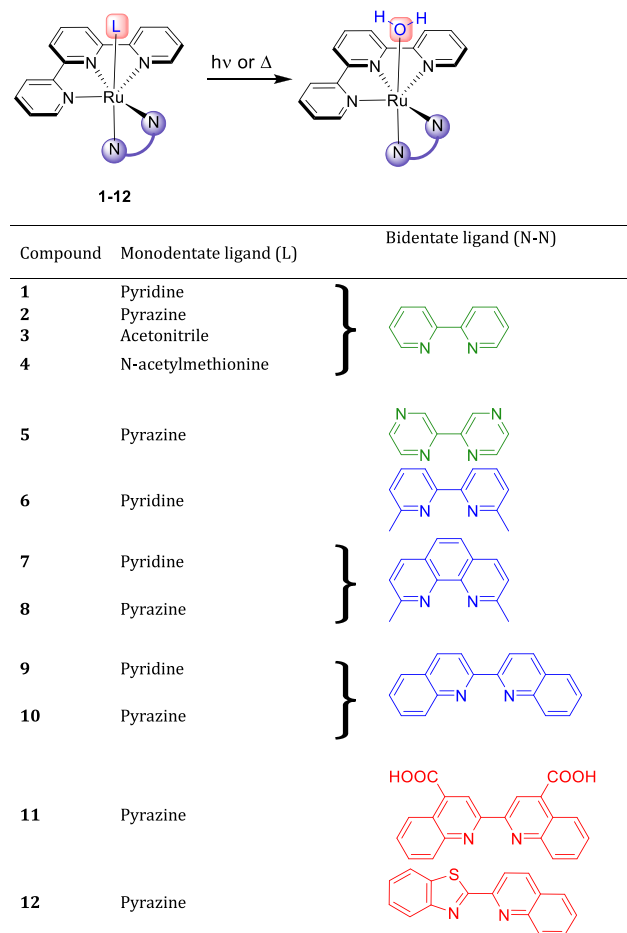 L
N
N
N
Ru
N
N
hν or Δ
H H
O
N
N
N
Ru
N
N
1-12
Compound Monodentate ligand (L) Bidentate ligand (N-N)
1 Pyridine
2 Pyrazine
3 Acetonitrile
4 N-acetylmethionine
N N
5 Pyrazine
N N
N N
6 Pyridine
N N
7 Pyridine
8 Pyrazine
N N
9 Pyridine
10 Pyrazine
N N
HOOC COOH
11 Pyrazine
N N
12 Pyrazine
S
N N